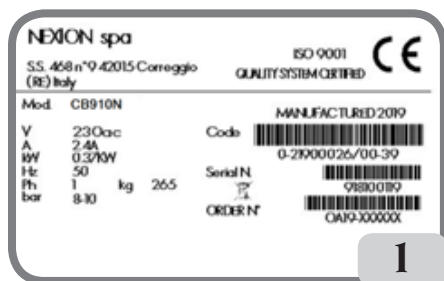 NEXION spa
S.S. 468 n°9 42015 Correggio
(RE) Italy
ISO 9001
QUALITY SYSTEM CERTIFIED
CE
Mod. CB910N
V 230ac
A 2.4A
kW 0.37KW
Hz 50
Ph 1 kg 265
bar 8-10
MANUFACTURED 2019
Code
0-21900026/00-39
Serial N.
918100119
ORDER N°
OA19-XXXXXX
1